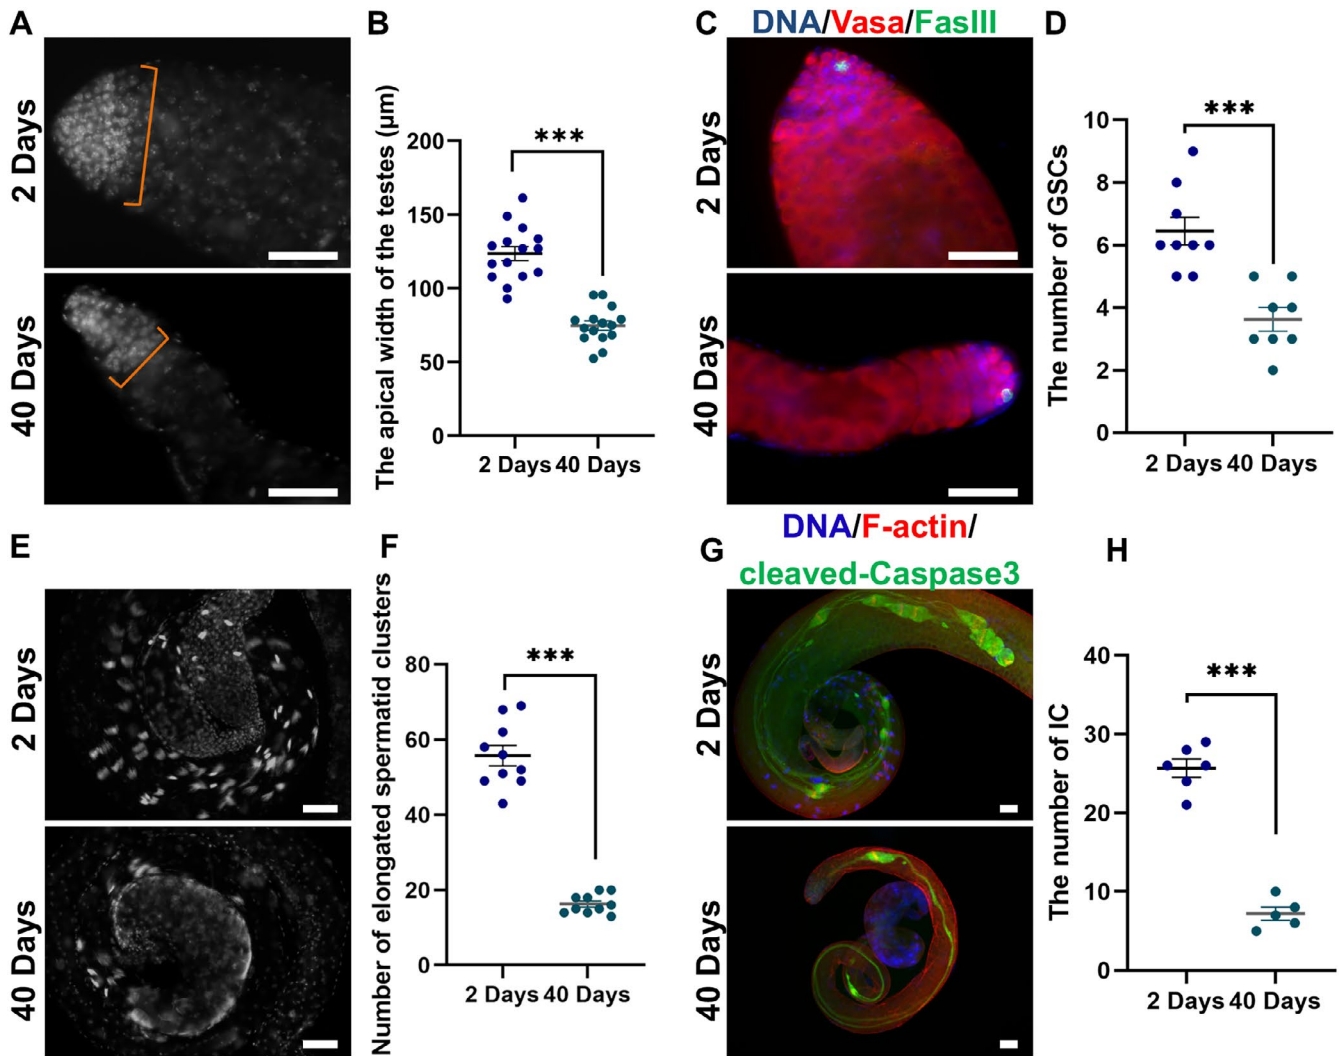 A
2 Days
40 Days
B
The apical width of the testes (µm)
200
150
100
50
0
***
2 Days 40 Days
C
DNA/Vasa/FasIII
2 Days
40 Days
D
The number of GSCs
10
8
6
4
2
0
***
2 Days 40 Days
E
2 Days
40 Days
F
Number of elongated spermatid clusters
80
60
40
20
0
***
2 Days 40 Days
G
DNA/F-actin/
cleaved-Caspase3
2 Days
40 Days
H
The number of IC
40
30
20
10
0
***
2 Days 40 Days